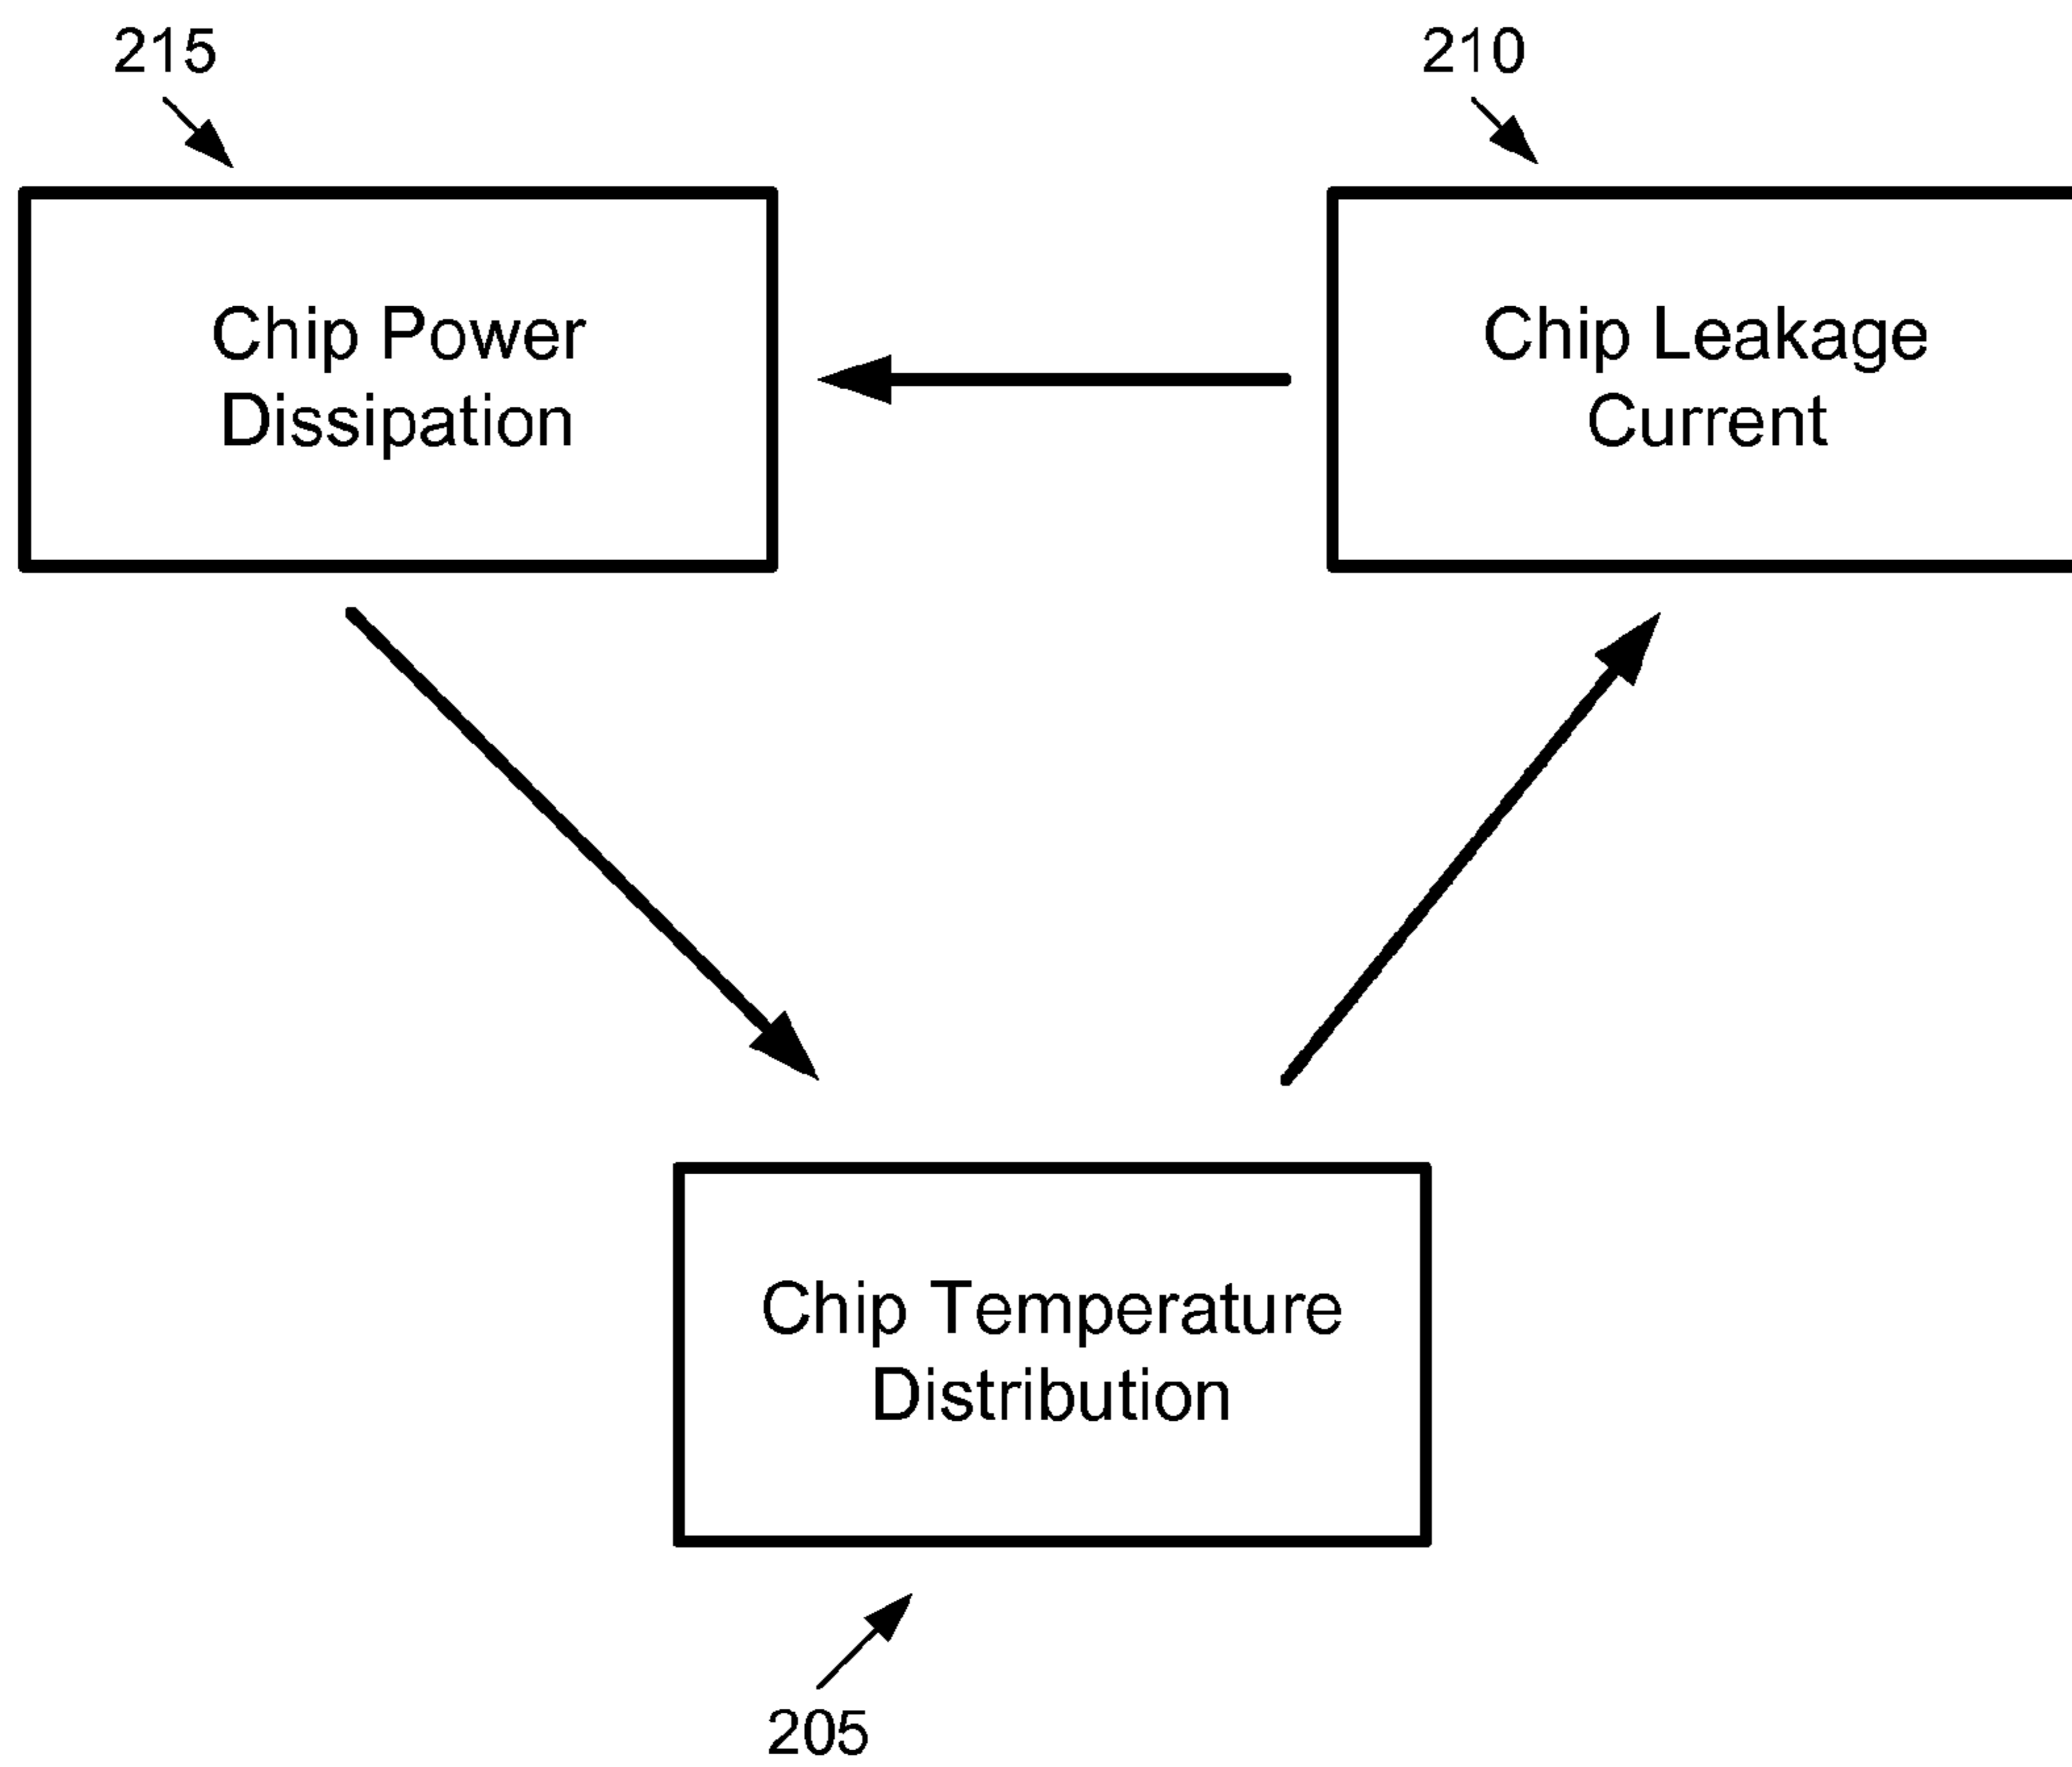 215
210
Chip Power
Dissipation
Chip Leakage
Current
Chip Temperature
Distribution
205